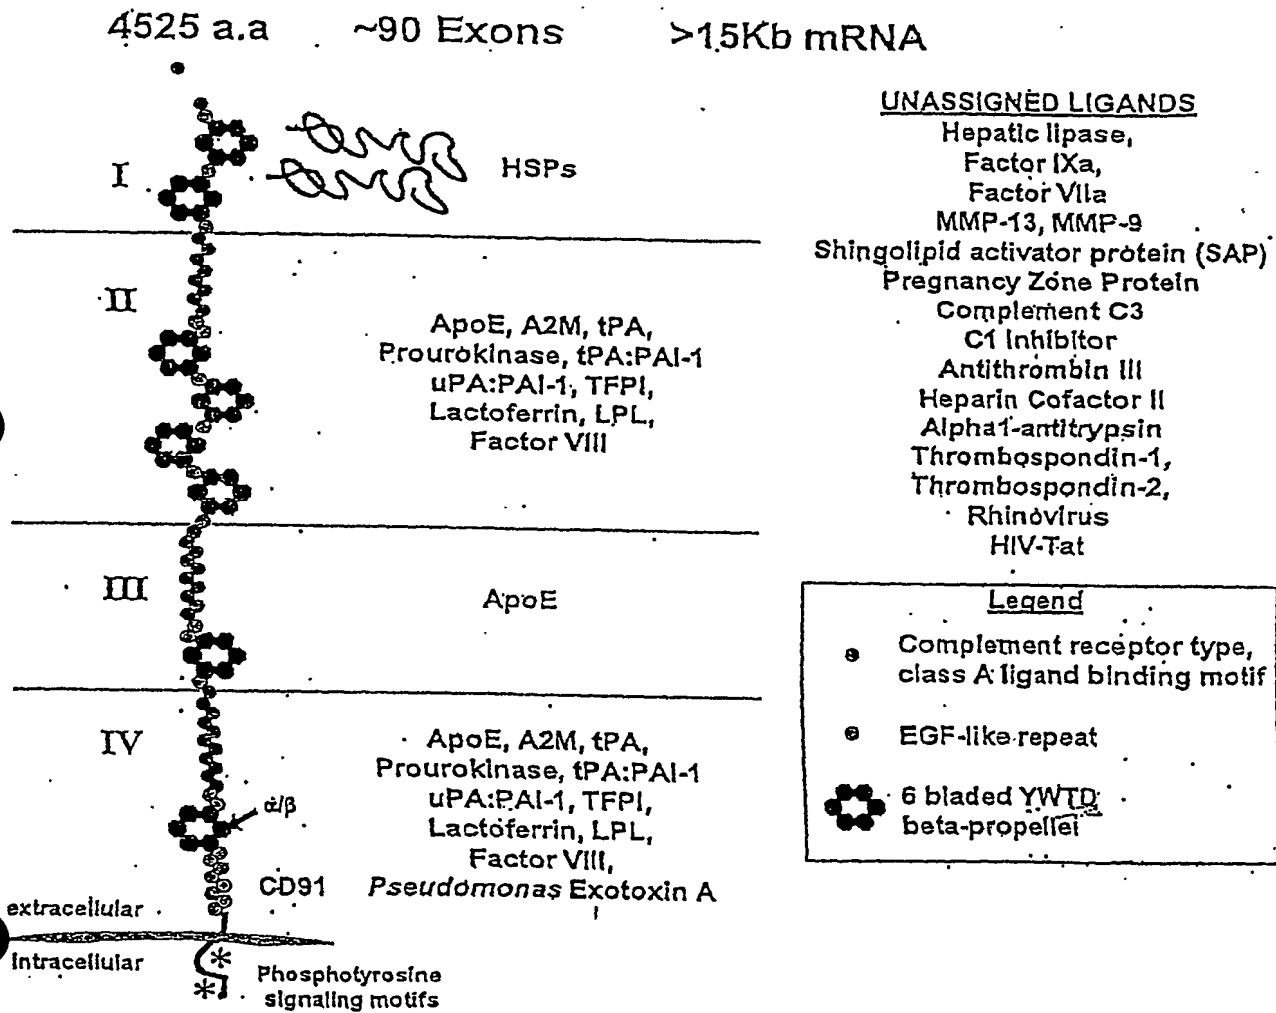 4525 a.a ~90 Exons >15Kb mRNA
I
HSPs
II
ApoE, A2M, tPA,
Prourokinase, tPA:PAI-1
uPA:PAI-1, TFPI,
Lactoferrin, LPL,
Factor VIII
III
ApoE
IV
ApoE, A2M, tPA,
Prourokinase, tPA:PAI-1
uPA:PAI-1, TFPI,
Lactoferrin, LPL,
Factor VIII,
Pseudomonas Exotoxin A
α/β
CD91
extracellular
intracellular
Phosphotyrosine
signaling motifs
UNASSIGNED LIGANDS
Hepatic lipase,
Factor IXa,
Factor VIIa
MMP-13, MMP-9
Shingolipid activator protein (SAP)
Pregnancy Zone Protein
Complement C3
C1 Inhibitor
Antithrombin III
Heparin Cofactor II
Alpha1-antitrypsin
Thrombospondin-1,
Thrombospondin-2,
Rhinovirus
HIV-Tat
Legend
Complement receptor type,
class A ligand binding motif
EGF-like repeat
6 bladed YWTD
beta-propeller